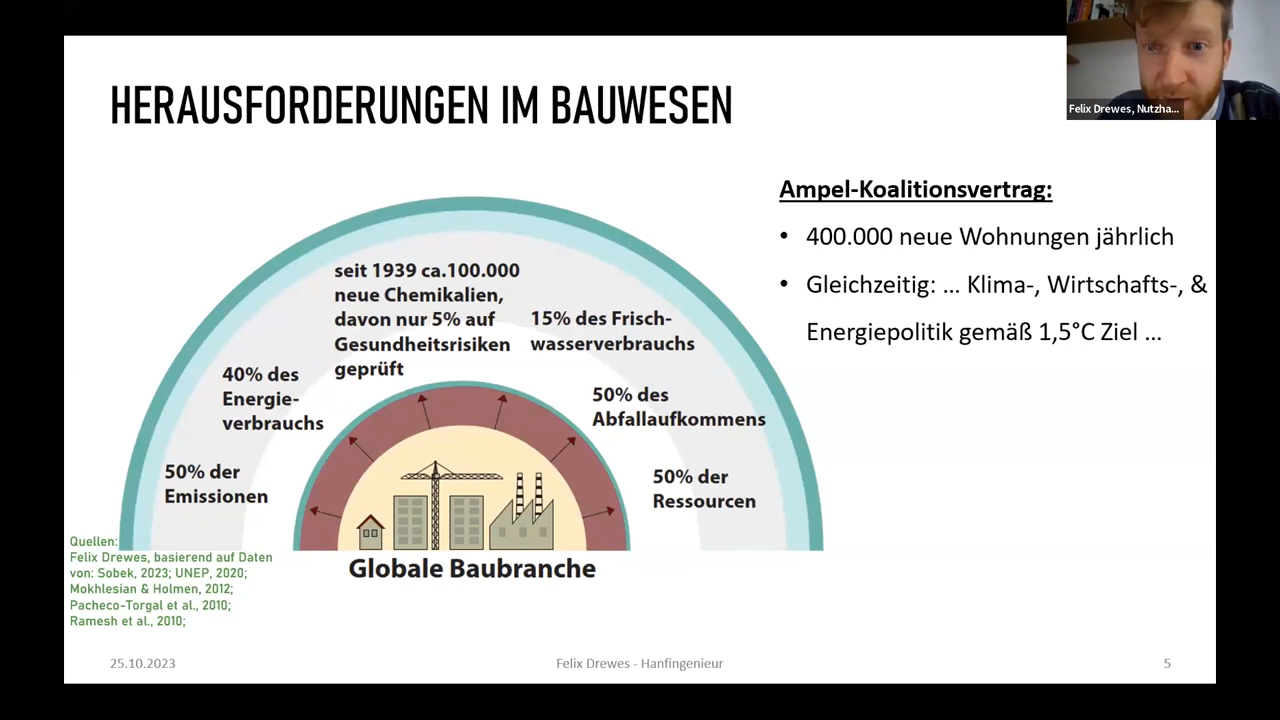 HERAUSFORDERUNGEN IM BAUWESEN
Felix Drewes, Nutzha...
Ampel-Koalitionsvertrag:
• 400.000 neue Wohnungen jährlich
• Gleichzeitig: ... Klima-, Wirtschafts-, &
Energiepolitik gemäß 1,5°C Ziel ...
seit 1939 ca.100.000
neue Chemikalien,
davon nur 5% auf
Gesundheitsrisiken
geprüft
15% des Frisch-
wasserverbrauchs
40% des
Energie-
verbrauchs
50% des
Abfallaufkommens
50% der
Emissionen
50% der
Ressourcen
Globale Baubranche
Quellen:
Felix Drewes, basierend auf Daten
von: Sobek, 2023; UNEP, 2020;
Mokhlesian & Holmen, 2012;
Pacheco-Torgal et al., 2010;
Ramesh et al., 2010;
25.10.2023
Felix Drewes - Hanfingenieur
5